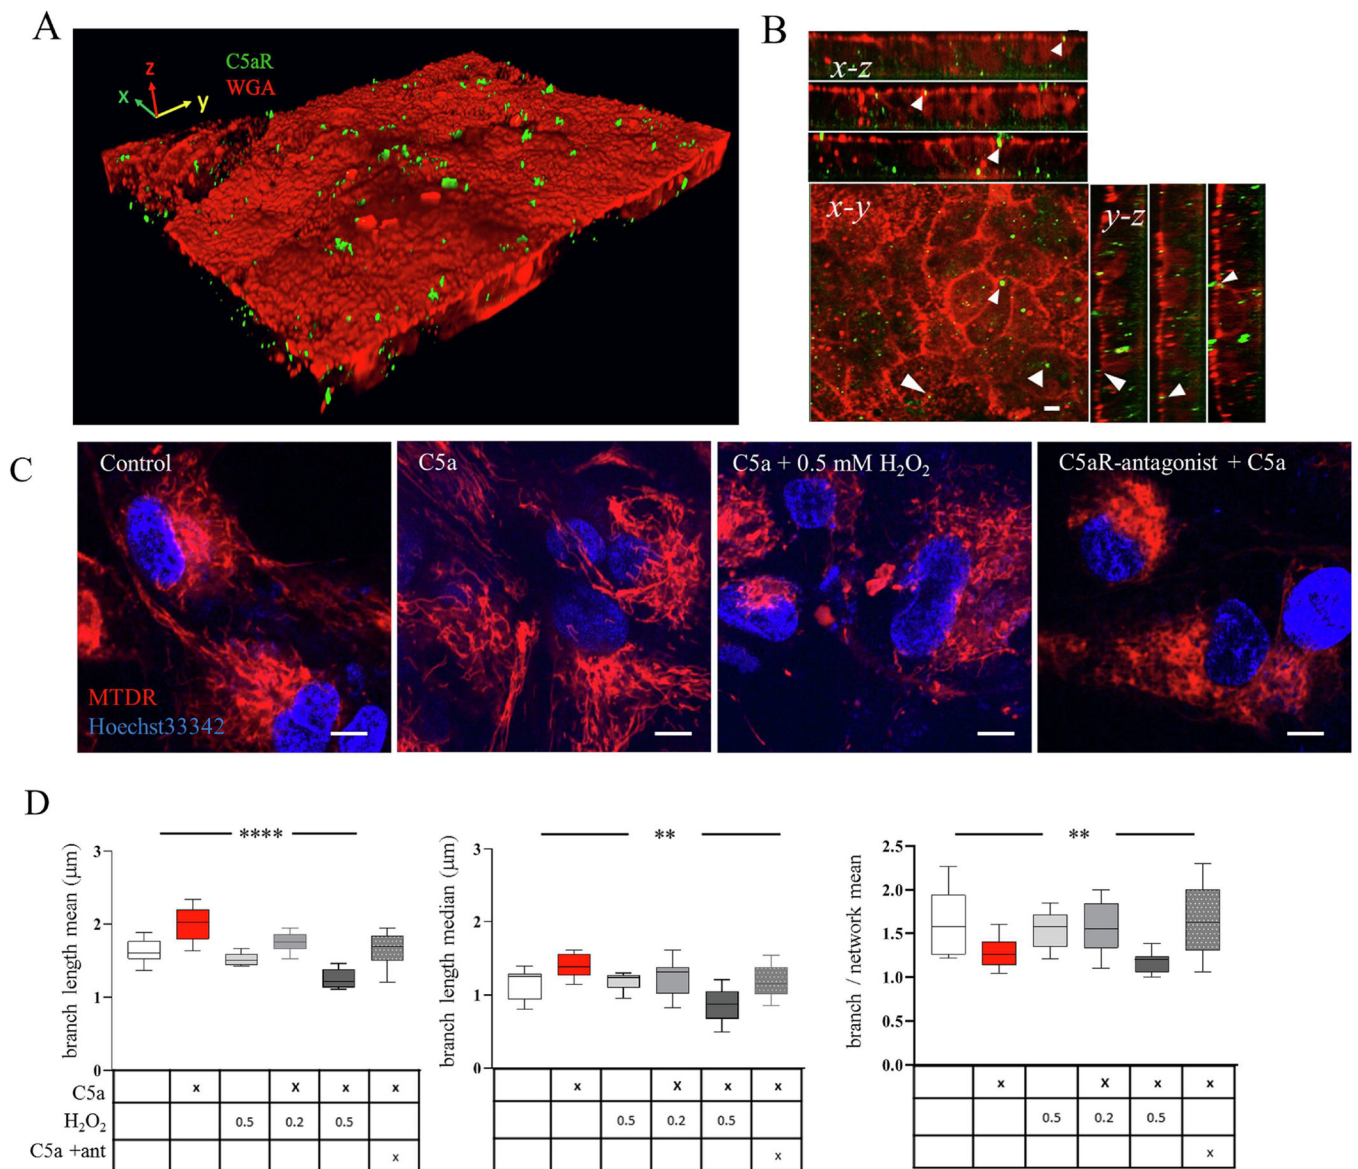 A
z
x
y
C5aR
WGA
B
x-z
x-y
y-z
C
Control
C5a
C5a + 0.5 mM H₂O₂
C5aR-antagonist + C5a
MTDR
Hoechst33342
D
****
branch length mean (μm)
3
2
1
0
**
branch length median (μm)
3
2
1
0
**
branch / network mean
2.5
2.0
1.5
1.0
0.5
0.0
C5a x X x x
H₂O₂ 0.5 0.2 0.5
C5a +ant x
x X x x
0.5 0.2 0.5
x
x X x x
0.5 0.2 0.5
x